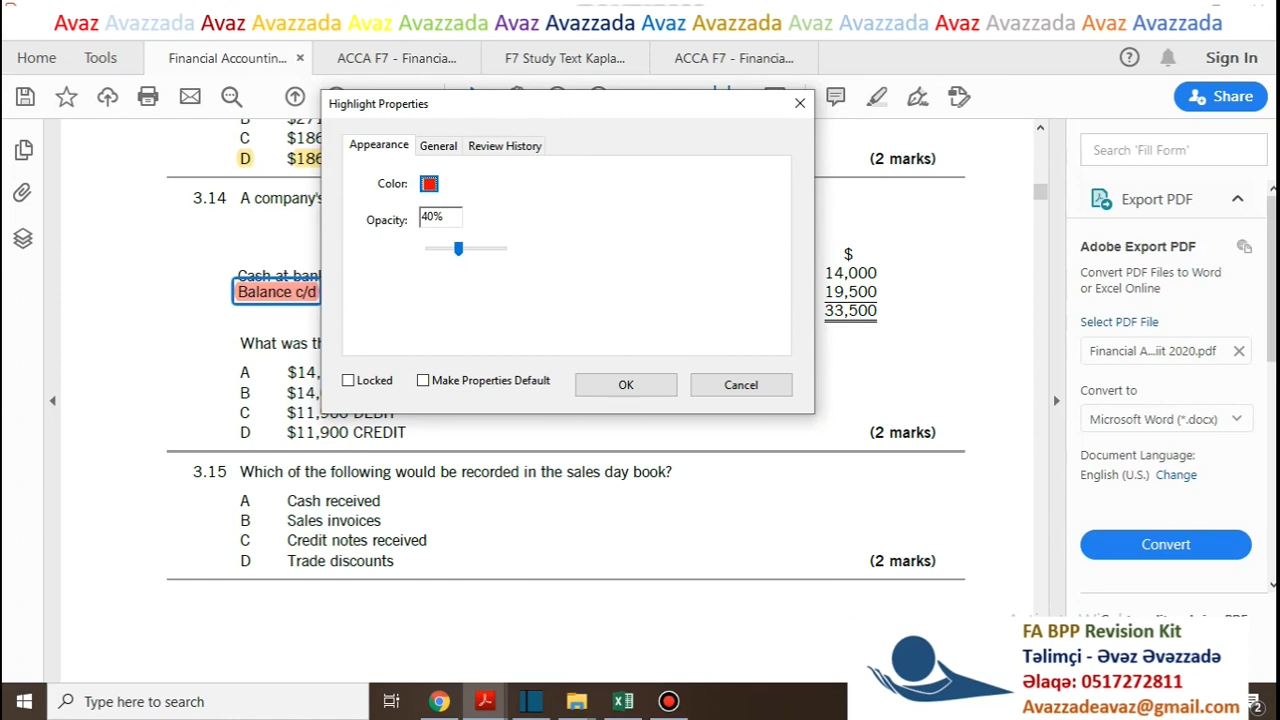 Avaz Avazzada Avaz Avazzada Avaz Avazzada Avaz Avazzada Avaz Avazzada Avaz Avazzada Avaz Avazzada Avaz Avazzada
Home Tools Financial Accountin... × ACCA F7 - Financia... F7 Study Text Kapla... ACCA F7 - Financia... Sign In
Share
Highlight Properties
Appearance General Review History
Color:
Opacity: 40%
Locked Make Properties Default OK Cancel
C $186
D $186 (2 marks)
3.14 A company's
$
Cash at bank 14,000
Balance c/d 19,500
33,500
What was th
A $14,
B $14,
C $11,900 DEBIT
D $11,900 CREDIT (2 marks)
3.15 Which of the following would be recorded in the sales day book?
A Cash received
B Sales invoices
C Credit notes received
D Trade discounts (2 marks)
Search 'Fill Form'
Export PDF
Adobe Export PDF
Convert PDF Files to Word
or Excel Online
Select PDF File
Financial A...iit 2020.pdf
Convert to
Microsoft Word (*.docx)
Document Language:
English (U.S.) Change
Convert
FA BPP Revision Kit
Təlimçi - Əvəz Əvəzzadə
Əlaqə: 0517272811
Avazzadeavaz@gmail.com
Type here to search
2